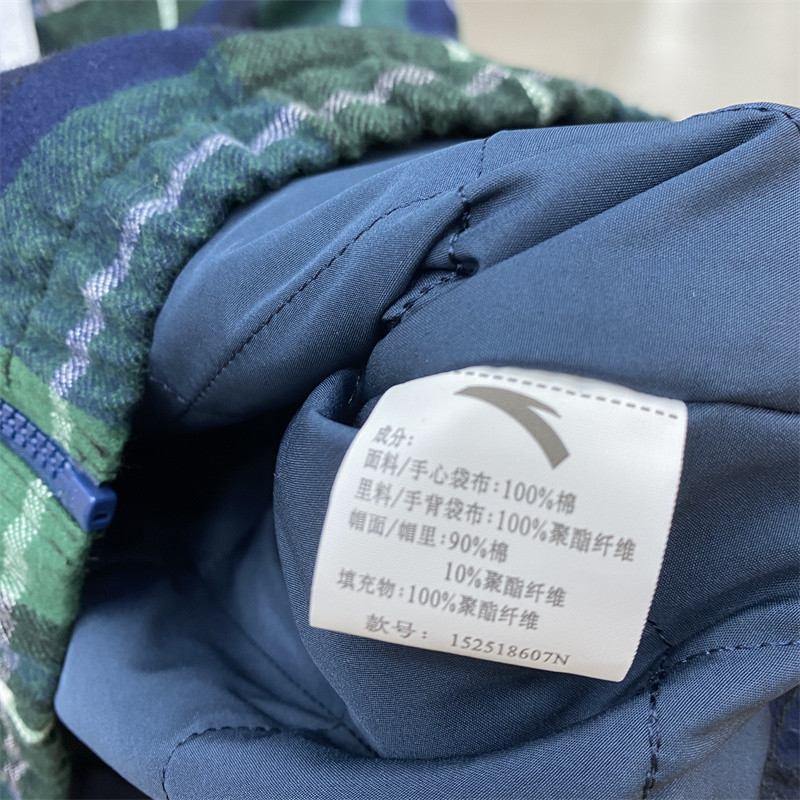 成分:
面料/手心袋布:100%棉
里料/手背袋布:100%聚酯纤维
帽面/帽里:90%棉
10%聚酯纤维
填充物:100%聚酯纤维
款号: 152518607N